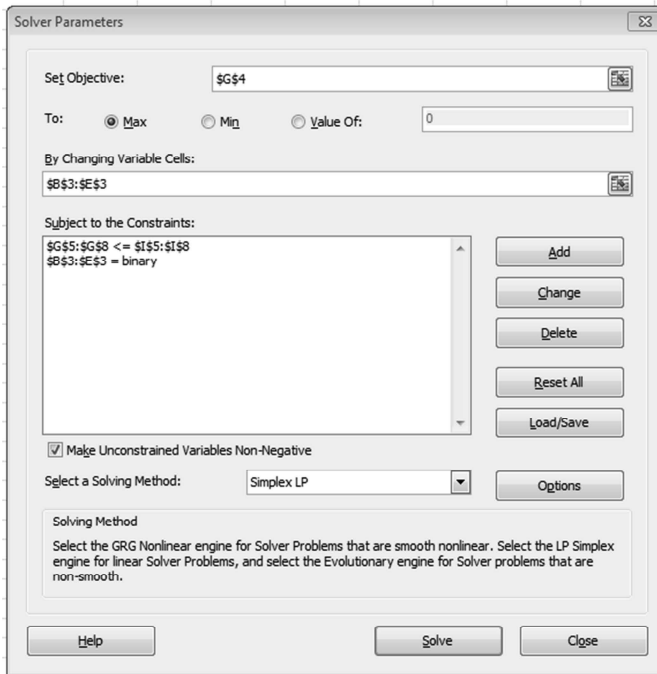 Solver Parameters
Set Objective:
$G$4
To:
Max
Min
Value Of:
0
By Changing Variable Cells:
$B$3:$E$3
Subject to the Constraints:
$G$5:$G$8 <= $I$5:$I$8
$B$3:$E$3 = binary
Add
Change
Delete
Reset All
Load/Save
Make Unconstrained Variables Non-Negative
Select a Solving Method:
Simplex LP
Options
Solving Method
Select the GRG Nonlinear engine for Solver Problems that are smooth nonlinear. Select the LP Simplex
engine for linear Solver Problems, and select the Evolutionary engine for Solver problems that are
non-smooth.
Help
Solve
Close